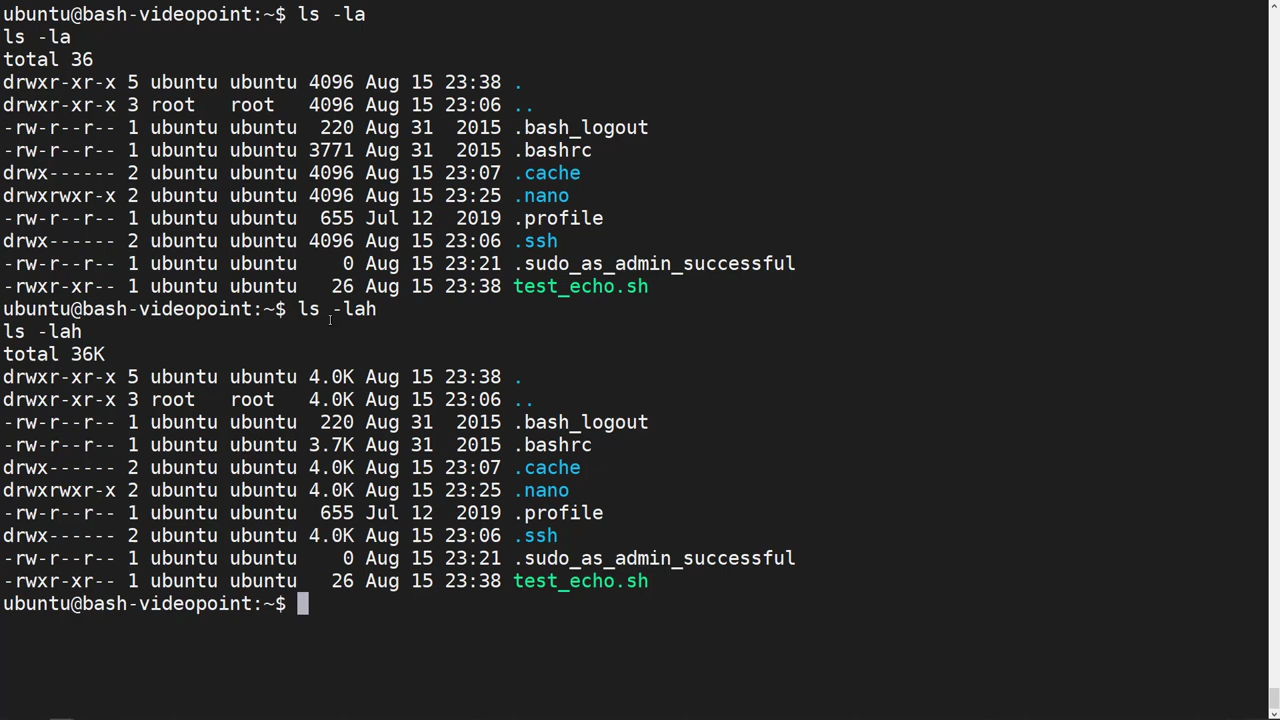 ubuntu@bash-videopoint:~$ ls -la
ls -la
total 36
drwxr-xr-x 5 ubuntu ubuntu 4096 Aug 15 23:38 .
drwxr-xr-x 3 root   root   4096 Aug 15 23:06 ..
-rw-r--r-- 1 ubuntu ubuntu  220 Aug 31  2015 .bash_logout
-rw-r--r-- 1 ubuntu ubuntu 3771 Aug 31  2015 .bashrc
drwx------ 2 ubuntu ubuntu 4096 Aug 15 23:07 .cache
drwxrwxr-x 2 ubuntu ubuntu 4096 Aug 15 23:25 .nano
-rw-r--r-- 1 ubuntu ubuntu  655 Jul 12  2019 .profile
drwx------ 2 ubuntu ubuntu 4096 Aug 15 23:06 .ssh
-rw-r--r-- 1 ubuntu ubuntu    0 Aug 15 23:21 .sudo_as_admin_successful
-rwxr-xr-x 1 ubuntu ubuntu   26 Aug 15 23:38 test_echo.sh
ubuntu@bash-videopoint:~$ ls -lah
ls -lah
total 36K
drwxr-xr-x 5 ubuntu ubuntu 4.0K Aug 15 23:38 .
drwxr-xr-x 3 root   root   4.0K Aug 15 23:06 ..
-rw-r--r-- 1 ubuntu ubuntu  220 Aug 31  2015 .bash_logout
-rw-r--r-- 1 ubuntu ubuntu 3.7K Aug 31  2015 .bashrc
drwx------ 2 ubuntu ubuntu 4.0K Aug 15 23:07 .cache
drwxrwxr-x 2 ubuntu ubuntu 4.0K Aug 15 23:25 .nano
-rw-r--r-- 1 ubuntu ubuntu  655 Jul 12  2019 .profile
drwx------ 2 ubuntu ubuntu 4.0K Aug 15 23:06 .ssh
-rw-r--r-- 1 ubuntu ubuntu    0 Aug 15 23:21 .sudo_as_admin_successful
-rwxr-xr-x 1 ubuntu ubuntu   26 Aug 15 23:38 test_echo.sh
ubuntu@bash-videopoint:~$